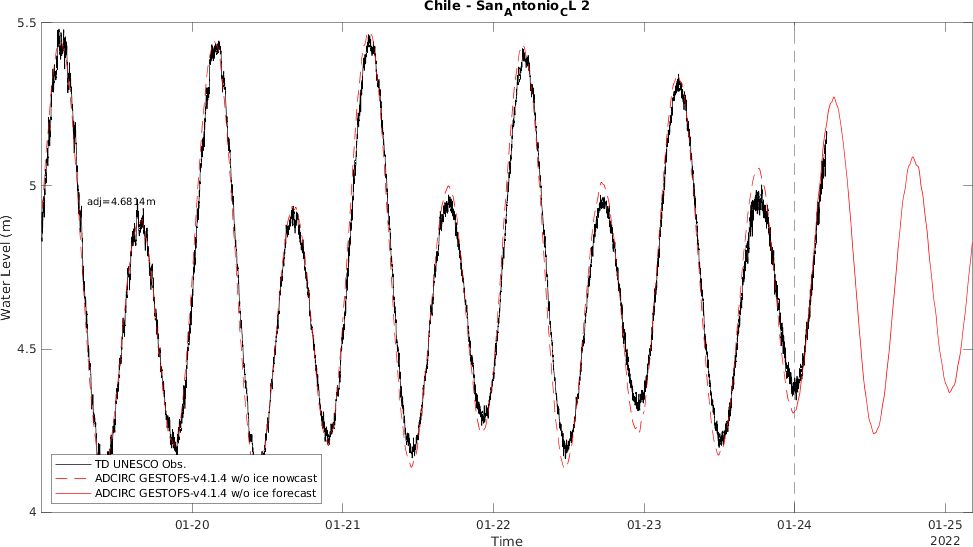 Chile - SanAntonioCL 2
5.5
5
4.5
4
Water Level (m)
adj=4.6814m
TD UNESCO Obs.
ADCIRC GESTOFS-v4.1.4 w/o ice nowcast
ADCIRC GESTOFS-v4.1.4 w/o ice forecast
01-20
01-21
01-22
01-23
01-24
01-25
Time
2022